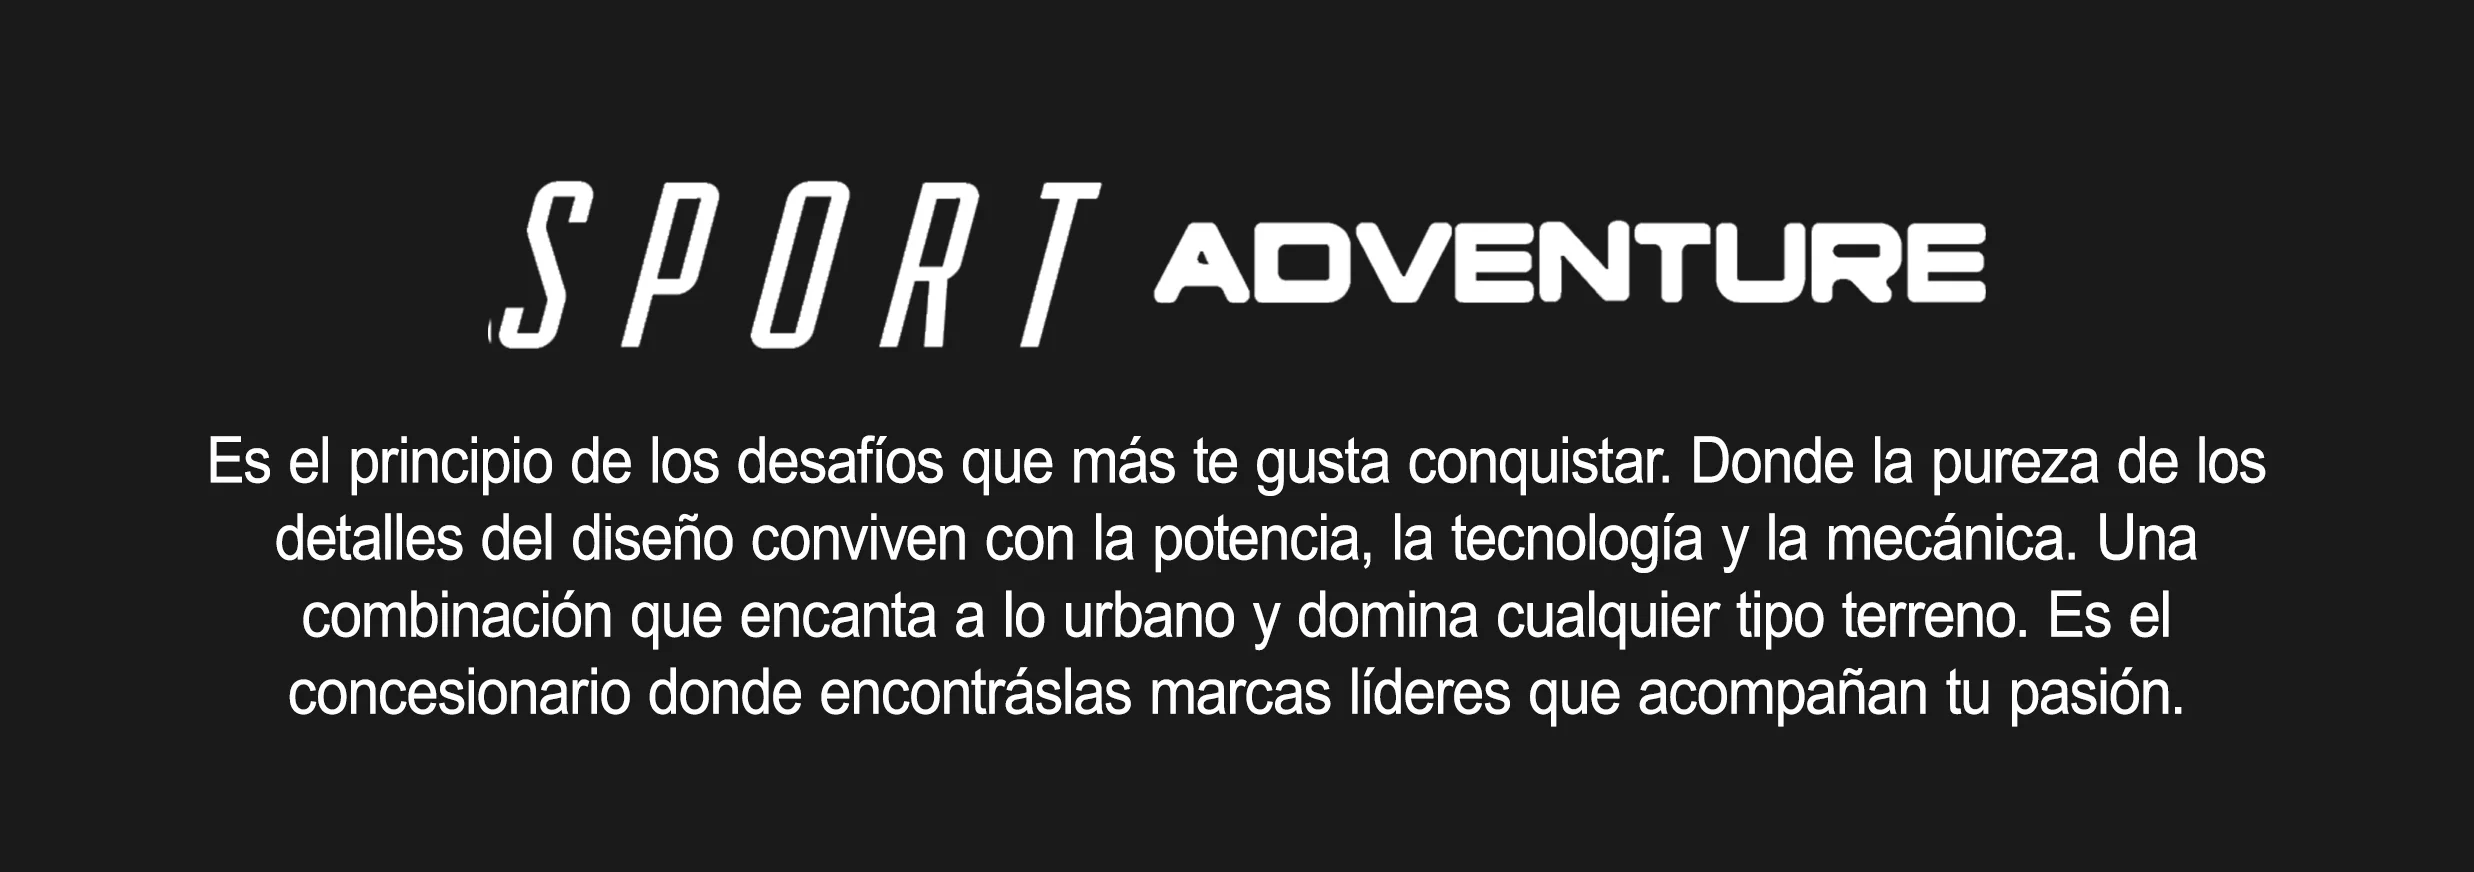 SPORT ADVENTURE
Es el principio de los desafíos que más te gusta conquistar. Donde la pureza de los
detalles del diseño conviven con la potencia, la tecnología y la mecánica. Una
combinación que encanta a lo urbano y domina cualquier tipo terreno. Es el
concesionario donde encontráslas marcas líderes que acompañan tu pasión.